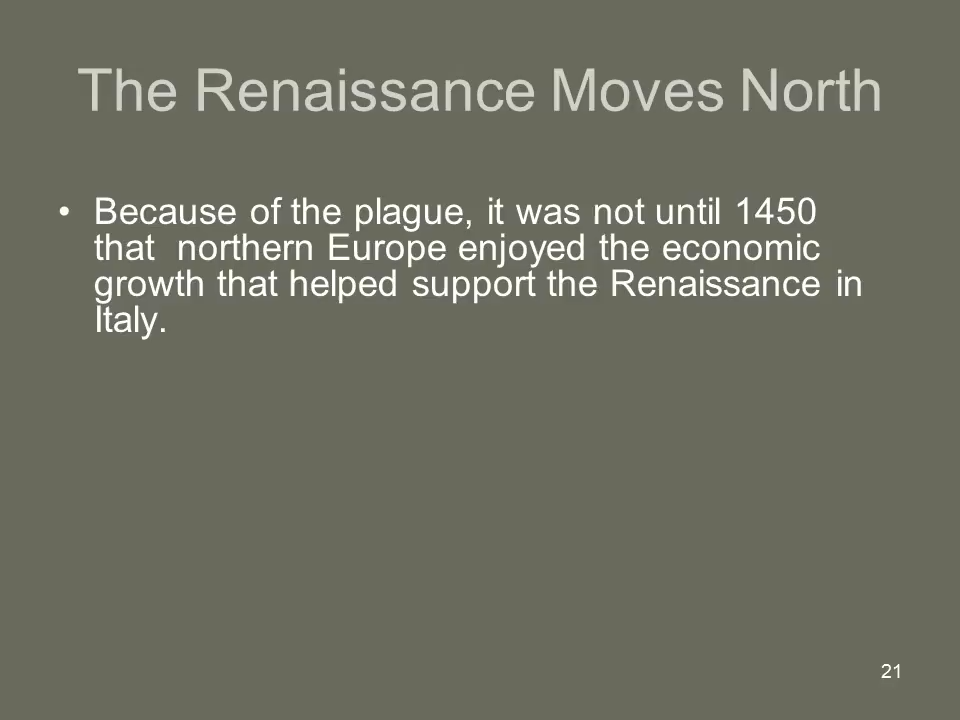 The Renaissance Moves North
• Because of the plague, it was not until 1450
that  northern Europe enjoyed the economic
growth that helped support the Renaissance in
Italy.
21